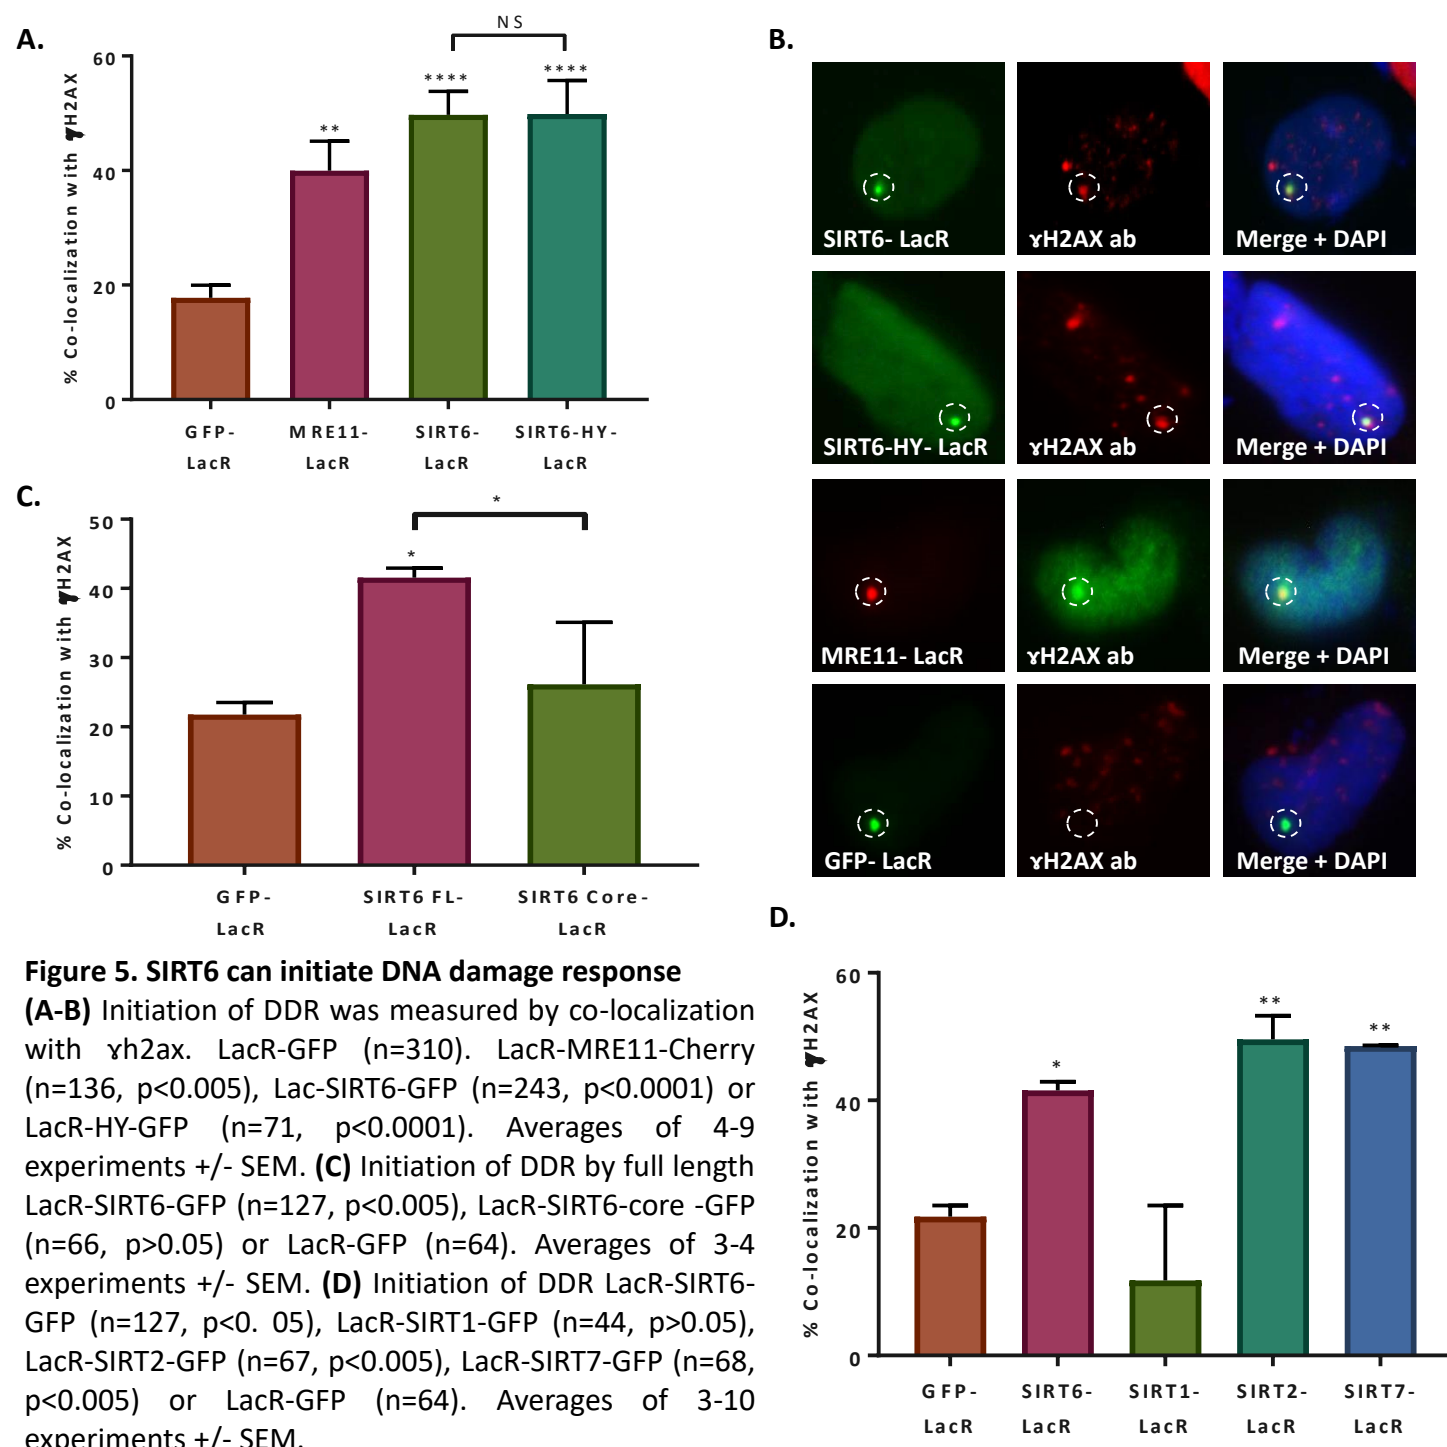 A.
NS
60
40
20
0
% Co-localization with ɤH2AX
**
****
****
GFP-
LacR
MRE11-
LacR
SIRT6-
LacR
SIRT6-HY-
LacR
B.
SIRT6- LacR
ɤH2AX ab
Merge + DAPI
SIRT6-HY- LacR
ɤH2AX ab
Merge + DAPI
MRE11- LacR
ɤH2AX ab
Merge + DAPI
GFP- LacR
ɤH2AX ab
Merge + DAPI
C.
50
40
30
20
10
0
% Co-localization with ɤH2AX
*
*
GFP-
LacR
SIRT6 FL-
LacR
SIRT6 Core-
LacR
D.
60
40
20
0
% Co-localization with ɤH2AX
*
**
**
GFP-
LacR
SIRT6-
LacR
SIRT1-
LacR
SIRT2-
LacR
SIRT7-
LacR
Figure 5. SIRT6 can initiate DNA damage response
(A-B) Initiation of DDR was measured by co-localization
with ɤh2ax. LacR-GFP (n=310). LacR-MRE11-Cherry
(n=136, p<0.005), Lac-SIRT6-GFP (n=243, p<0.0001) or
LacR-HY-GFP (n=71, p<0.0001). Averages of 4-9
experiments +/- SEM. (C) Initiation of DDR by full length
LacR-SIRT6-GFP (n=127, p<0.005), LacR-SIRT6-core -GFP
(n=66, p>0.05) or LacR-GFP (n=64). Averages of 3-4
experiments +/- SEM. (D) Initiation of DDR LacR-SIRT6-
GFP (n=127, p<0. 05), LacR-SIRT1-GFP (n=44, p>0.05),
LacR-SIRT2-GFP (n=67, p<0.005), LacR-SIRT7-GFP (n=68,
p<0.005) or LacR-GFP (n=64). Averages of 3-10
experiments +/- SEM.